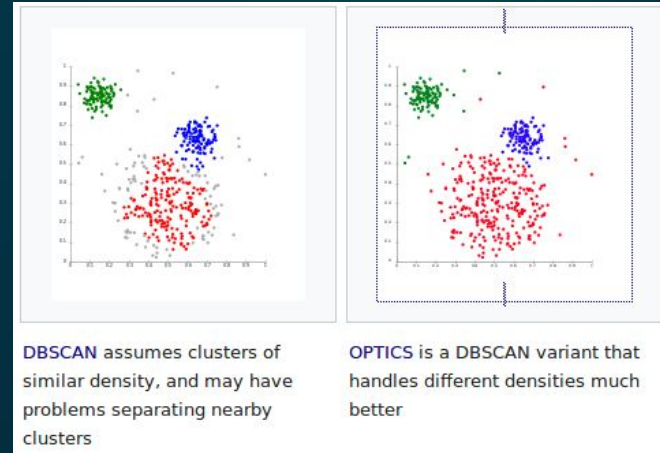 DBSCAN assumes clusters of
similar density, and may have
problems separating nearby
clusters
OPTICS is a DBSCAN variant that
handles different densities much
better